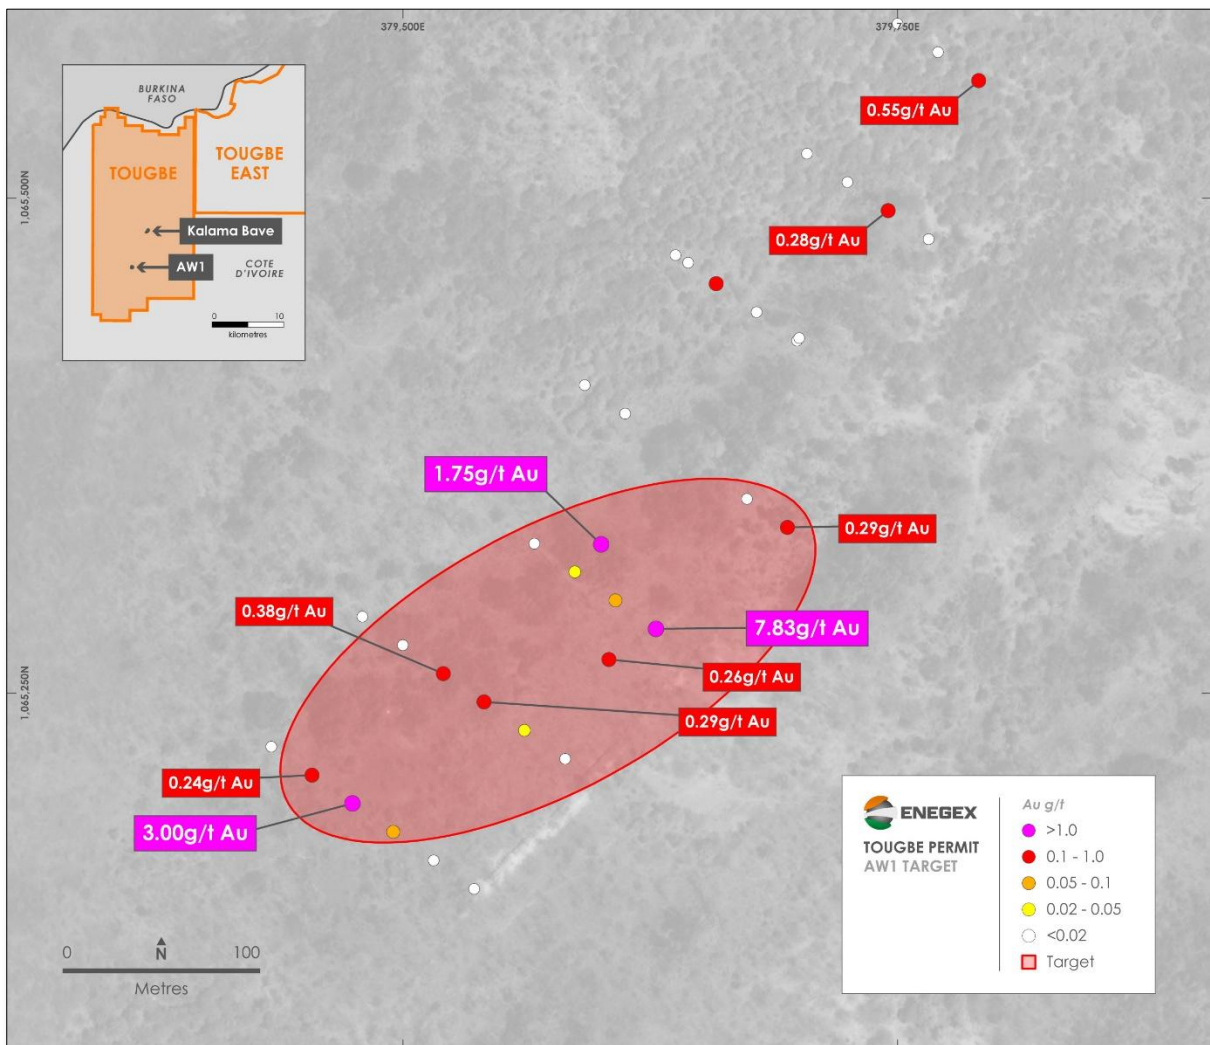 379,500E
379,750E
BURKINA
FASO
TOUGBE
TOUGBE
EAST
Kalama Bave
AW1
COTE
D'IVOIRE
0 10
kilometres
0.55g/t Au
1,065,500N
0.28g/t Au
1.75g/t Au
0.29g/t Au
0.38g/t Au
7.83g/t Au
0.26g/t Au
1,065,250N
0.29g/t Au
0.24g/t Au
3.00g/t Au
ENEGEX
TOUGBE PERMIT
AW1 TARGET
Au g/t
>1.0
0.1 - 1.0
0.05 - 0.1
0.02 - 0.05
<0.02
Target
0 N 100
Metres